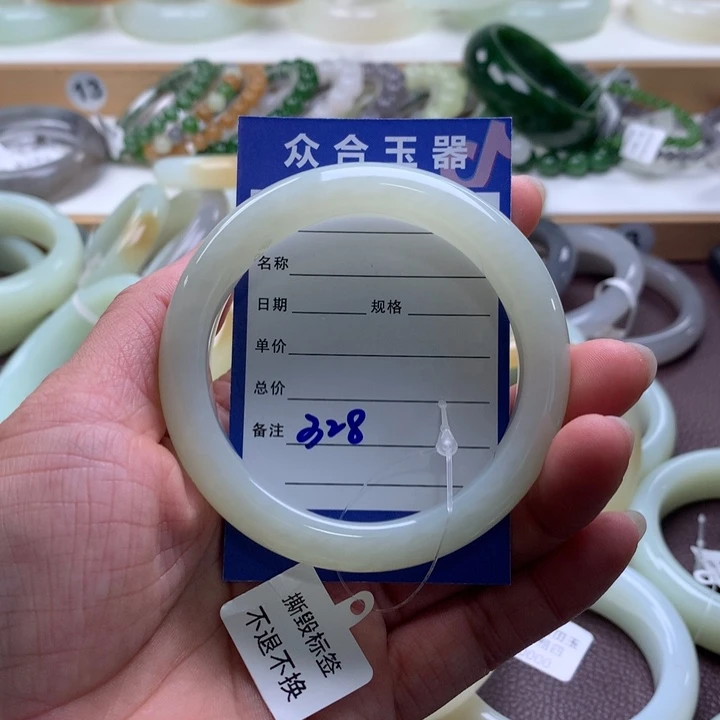 众合玉器
名称
日期 规格
单价
总价
备注 328
撕毁标签
不退不换
13